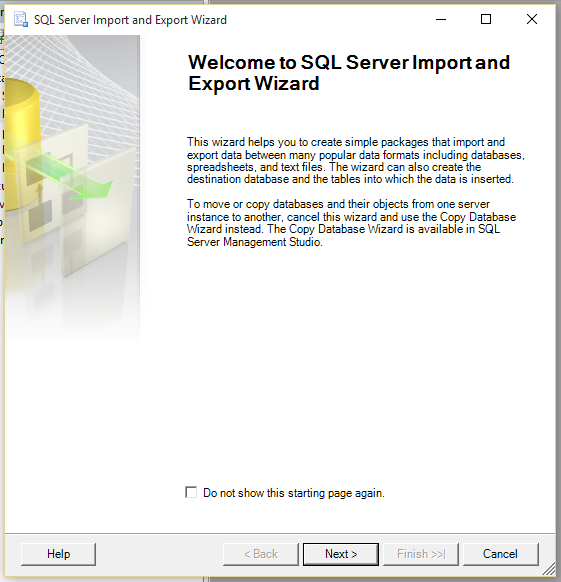 SQL Server Import and Export Wizard
Welcome to SQL Server Import and
Export Wizard
This wizard helps you to create simple packages that import and
export data between many popular data formats including databases,
spreadsheets, and text files. The wizard can also create the
destination database and the tables into which the data is inserted.
To move or copy databases and their objects from one server
instance to another, cancel this wizard and use the Copy Database
Wizard instead. The Copy Database Wizard is available in SQL
Server Management Studio.
Do not show this starting page again.
Help
< Back
Next >
Finish >>|
Cancel